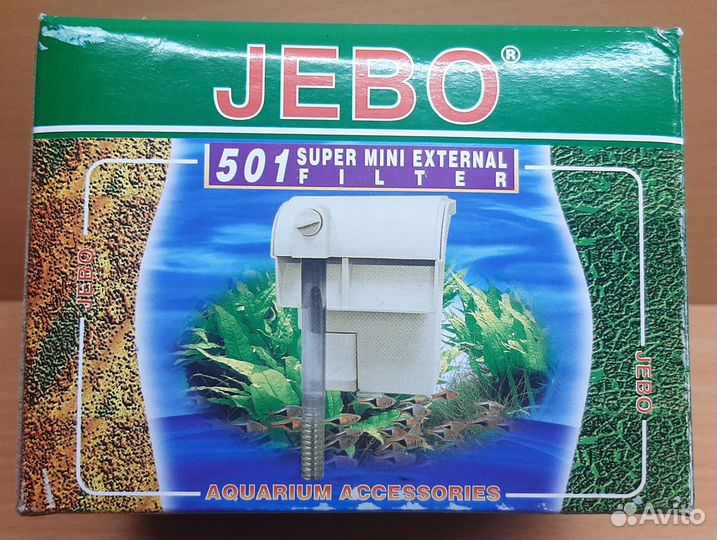 JEBO®
501 SUPER MINI EXTERNAL
FILTER
JEBO
JEBO
AQUARIUM ACCESSORIES
Avito